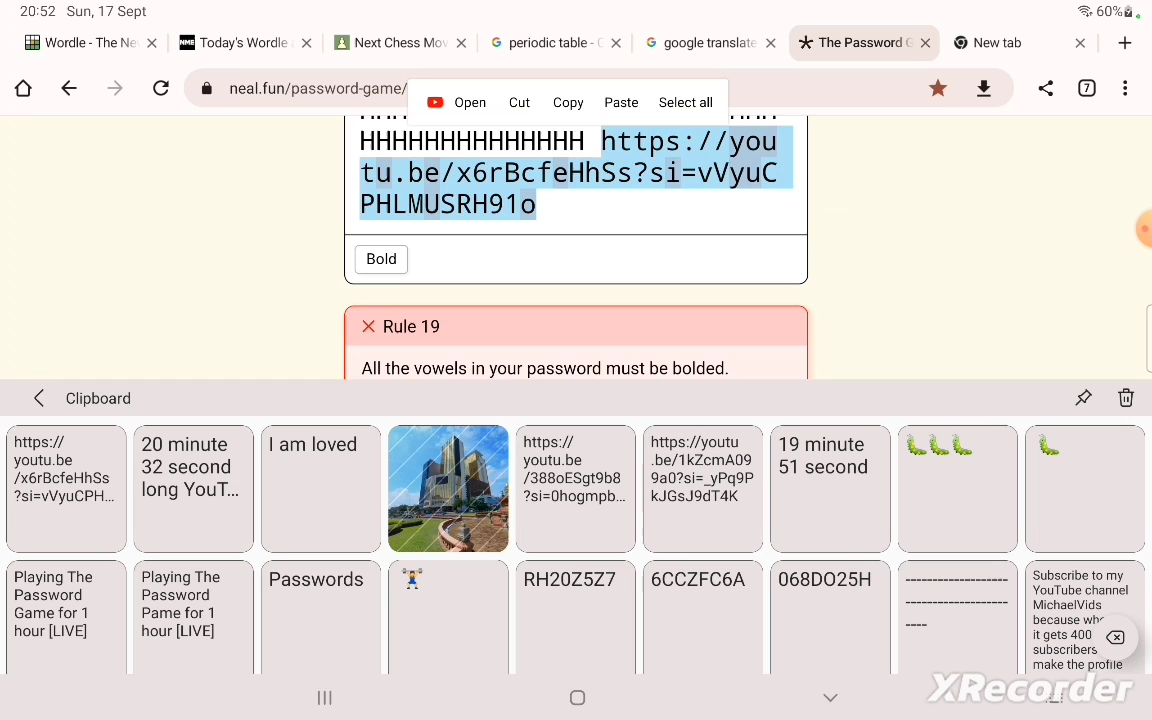 20:52 Sun, 17 Sept
60%
Wordle - The Ne
Today's Wordle
Next Chess Mov
periodic table - G
google translate
The Password G
New tab
neal.fun/password-game/
7
Open Cut Copy Paste Select all
HHHHHHHHHHHHHH https://you
tu.be/x6rBcfeHhSs?si=vVyuC
PHLMUSRH91o
Bold
Rule 19
All the vowels in your password must be bolded.
Clipboard
https://
youtu.be
/x6rBcfeHhSs
?si=vVyuCPH...
20 minute
32 second
long YouT...
I am loved
https://
youtu.be
/388oESgt9b8
?si=0hogmpb...
https://youtu
.be/1kZcmA09
9a0?si=_yPq9P
kJGsJ9dT4K
19 minute
51 second
Playing The
Password
Game for 1
hour [LIVE]
Playing The
Password
Pame for 1
hour [LIVE]
Passwords
RH20Z5Z7
6CCZFC6A
068DO25H
Subscribe to my
YouTube channel
MichaelVids
because
it gets 400
subscribers
make the profile
XRecorder